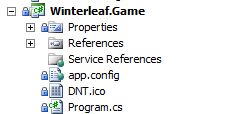 Winterleaf.Game
Properties
References
Service References
app.config
DNT.ico
Program.cs